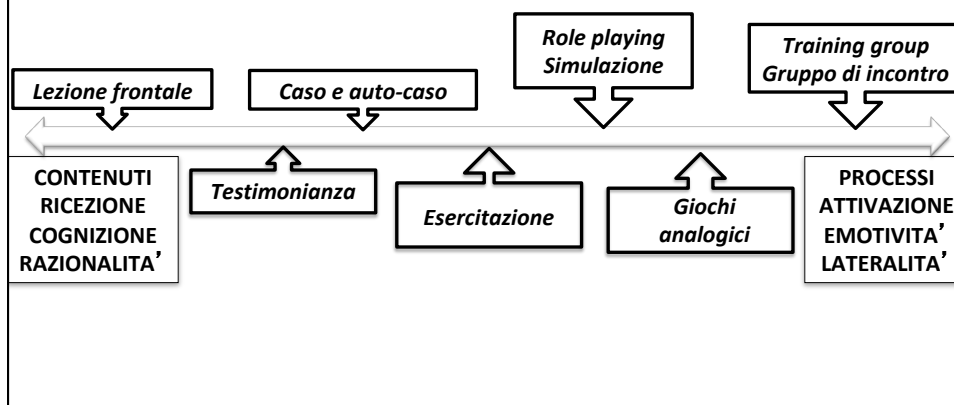 Role playing
Simulazione
Training group
Gruppo di incontro
Lezione frontale
Caso e auto-caso
CONTENUTI
RICEZIONE
COGNIZIONE
RAZIONALITA’
Testimonianza
Esercitazione
Giochi
analogici
PROCESSI
ATTIVAZIONE
EMOTIVITA’
LATERALITA’